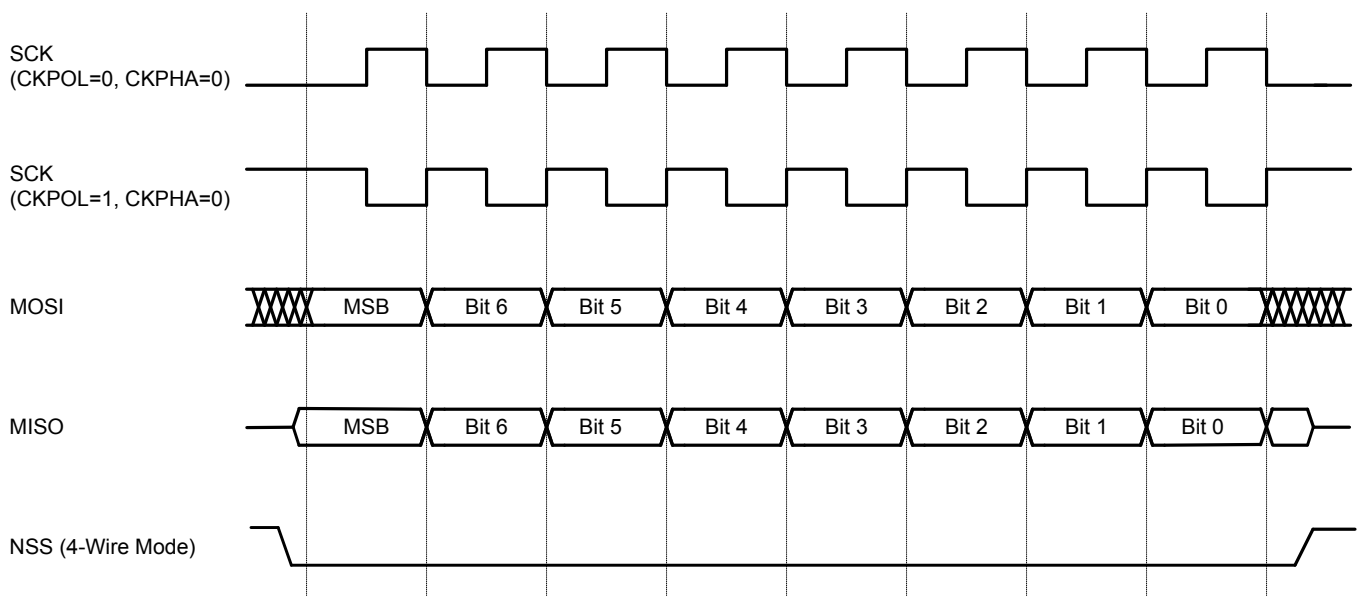 SCK
(CKPOL=0, CKPHA=0)
SCK
(CKPOL=1, CKPHA=0)
MOSI MSB Bit 6 Bit 5 Bit 4 Bit 3 Bit 2 Bit 1 Bit 0
MISO MSB Bit 6 Bit 5 Bit 4 Bit 3 Bit 2 Bit 1 Bit 0
NSS (4-Wire Mode)